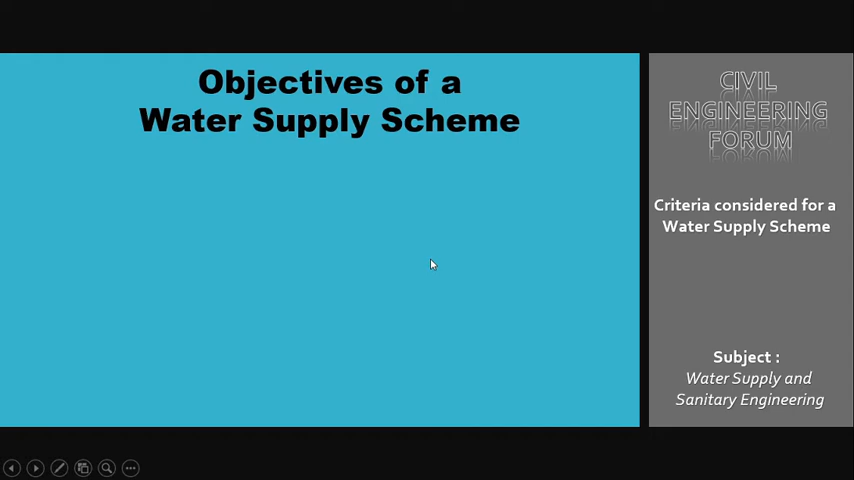 Objectives of a
Water Supply Scheme
CIVIL
ENGINEERING
FORUM
Criteria considered for a
Water Supply Scheme
Subject :
Water Supply and
Sanitary Engineering